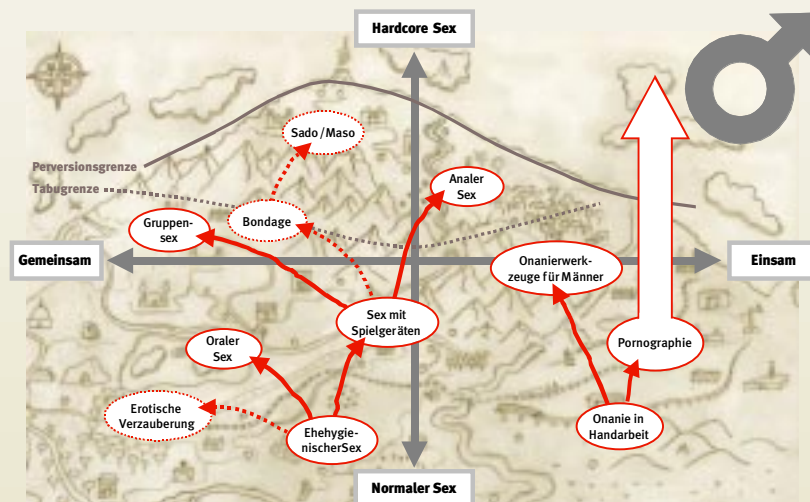 Hardcore Sex
Sado/Maso
Perversionsgrenze
Tabugrenze
Analer
Sex
Gruppen-
sex
Bondage
Gemeinsam
Onanierwerk-
zeuge für Männer
Einsam
Sex mit
Spielgeräten
Oraler
Sex
Pornographie
Erotische
Verzauberung
Ehehygie-
nischerSex
Onanie in
Handarbeit
Normaler Sex